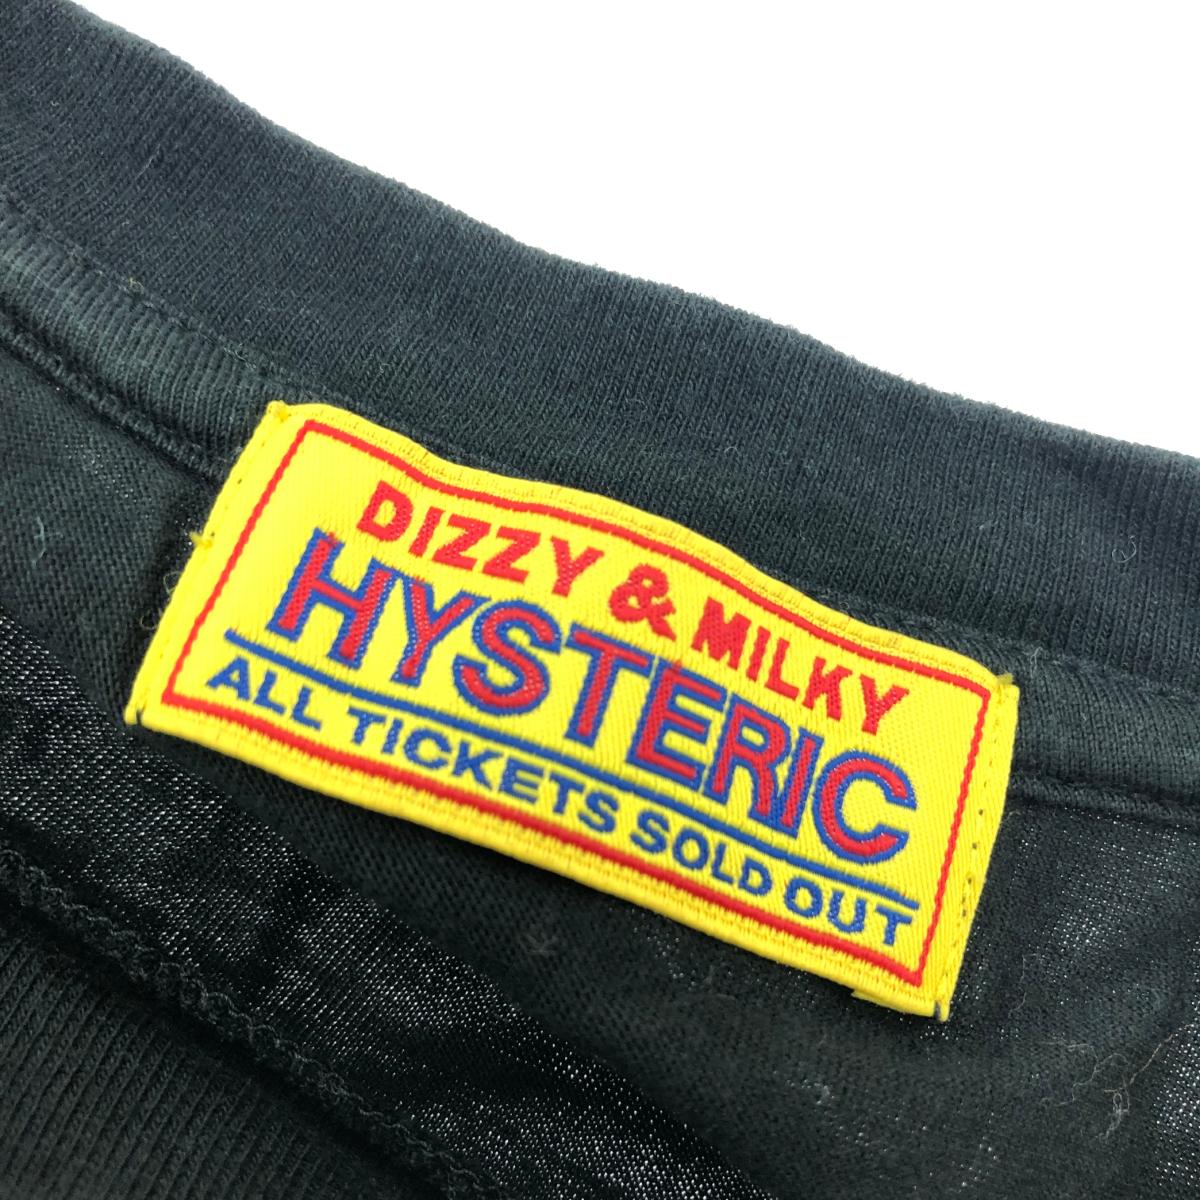 DIZZY & MILKY
HYSTERIC
ALL TICKETS SOLD OUT